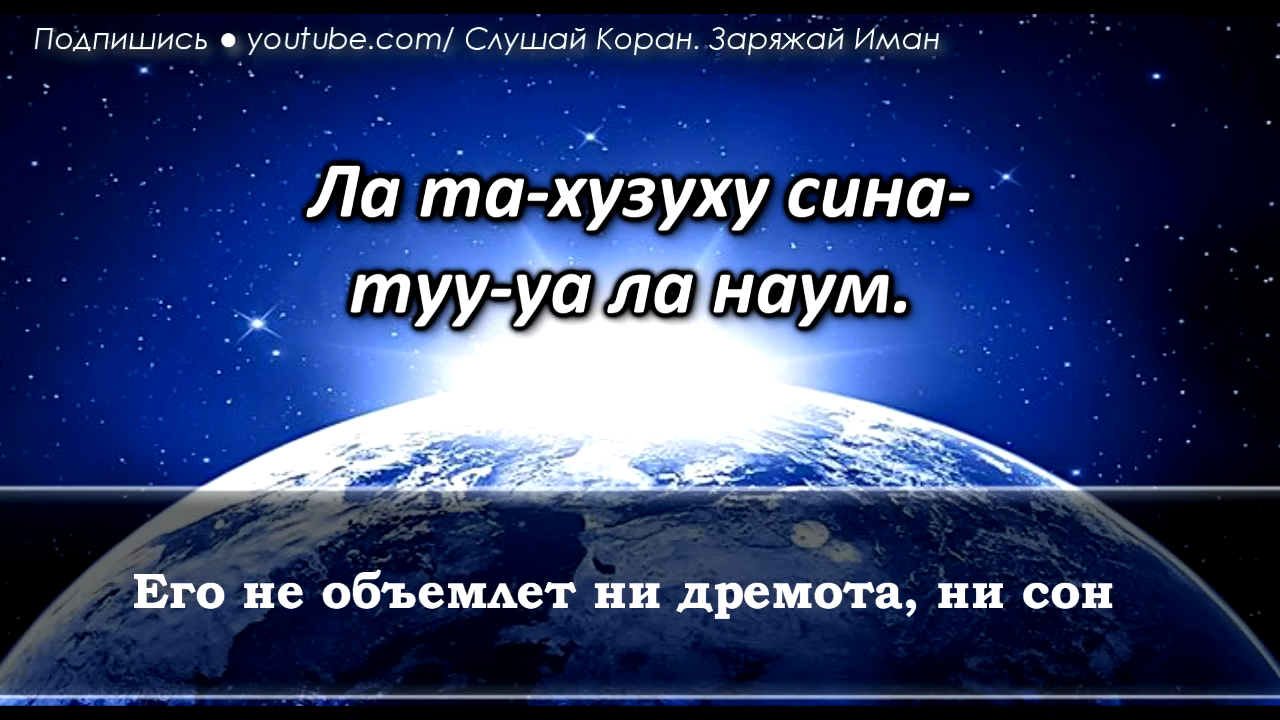 Подпишись ● youtube.com/ Слушай Коран. Заряжай Иман
Ла та-хузуху сина-
туу-уа ла наум.
Его не объемлет ни дремота, ни сон